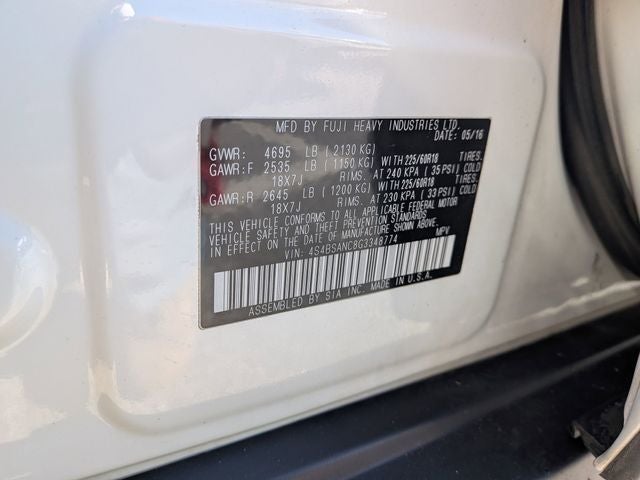 MFD BY FUJI HEAVY INDUSTRIES LTD.
DATE: 05/16
GVWR: 4695 LB (2130 KG)
GAWR:F 2535 LB (1150 KG) WITH 225/60R18 TIRES.
18X7J RIMS. AT 240 KPA (35 PSI) COLD
GAWR:R 2645 LB (1200 KG) WITH 225/60R18 TIRES.
18X7J RIMS. AT 230 KPA (33 PSI) COLD
THIS VEHICLE CONFORMS TO ALL APPLICABLE FEDERAL MOTOR
VEHICLE SAFETY AND THEFT PREVENTION STANDARDS
IN EFFECT ON THE DATE OF MANUFACTURE SHOWN ABOVE.
VIN: 4S4BSANC8G3348774 MPV
ASSEMBLED BY SIA INC. MADE IN U.S.A.